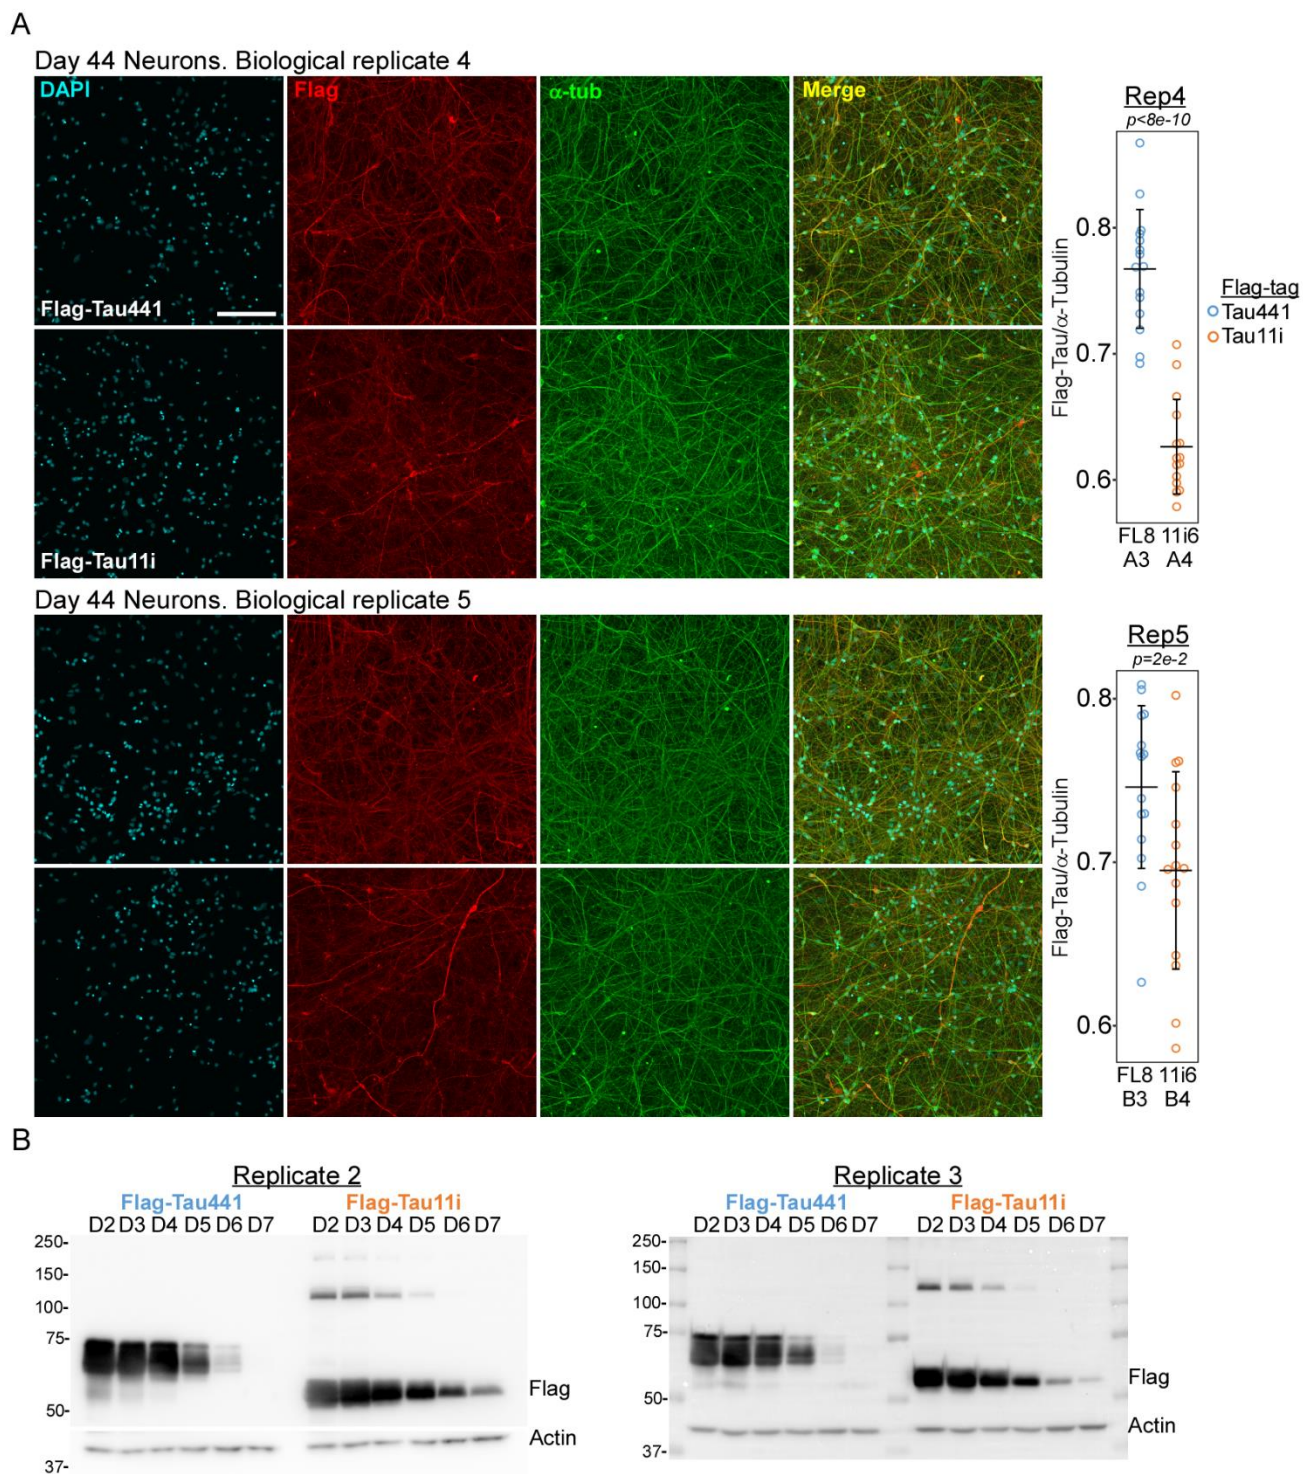 A
Day 44 Neurons. Biological replicate 4
DAPI
Flag
α-tub
Merge
Flag-Tau441
Flag-Tau11i
Rep4
p<8e-10
Flag-Tau/α-Tubulin
0.8
0.7
0.6
FL8 11i6
A3 A4
Flag-tag
Tau441
Tau11i
Day 44 Neurons. Biological replicate 5
Rep5
p=2e-2
Flag-Tau/α-Tubulin
0.8
0.7
0.6
FL8 11i6
B3 B4
B
Replicate 2
Flag-Tau441 Flag-Tau11i
D2 D3 D4 D5 D6 D7 D2 D3 D4 D5 D6 D7
250-
150-
100-
75-
50-
37-
Flag
Actin
Replicate 3
Flag-Tau441 Flag-Tau11i
D2 D3 D4 D5 D6 D7 D2 D3 D4 D5 D6 D7
250-
150-
100-
75-
50-
37-
Flag
Actin